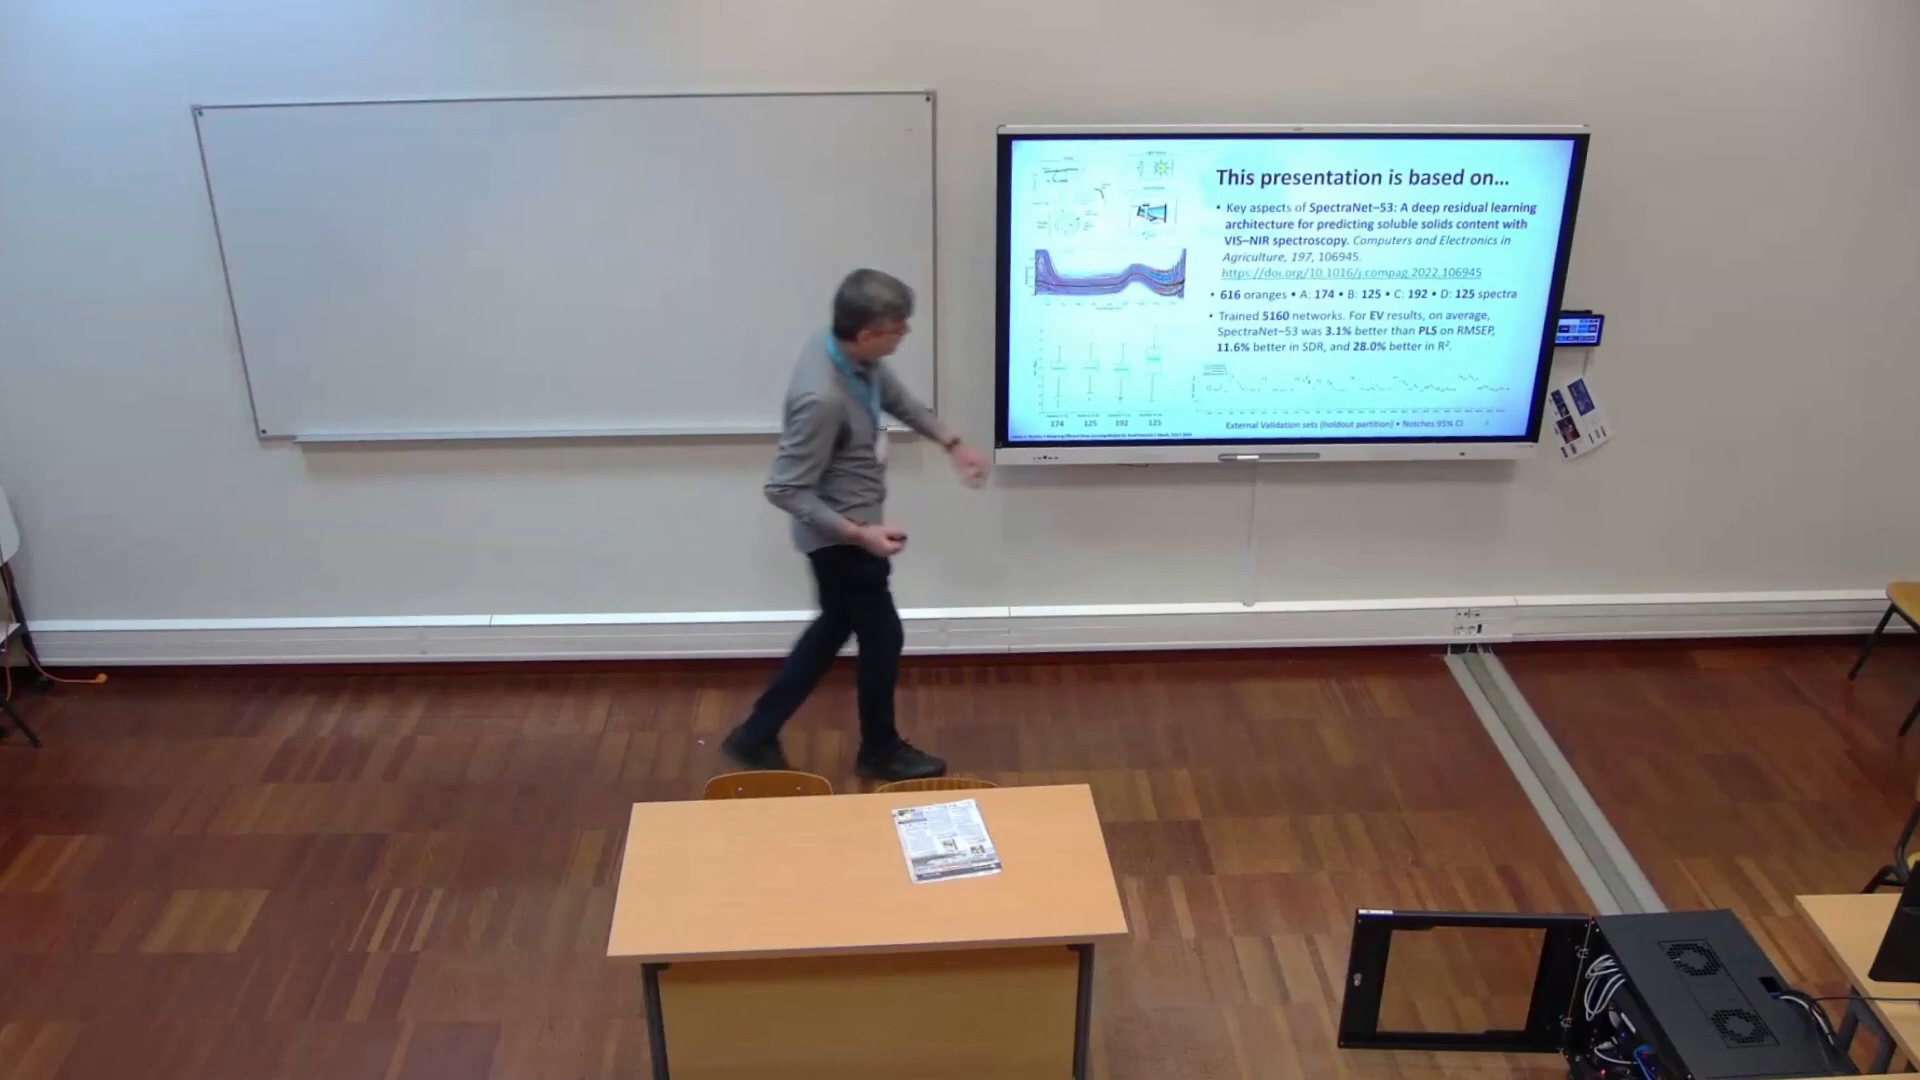 This presentation is based on...
• Key aspects of SpectraNet–53: A deep residual learning
architecture for predicting soluble solids content with
VIS–NIR spectroscopy. Computers and Electronics in
Agriculture, 197, 106945.
https://doi.org/10.1016/j.compag.2022.106945
• 616 oranges • A: 174 • B: 125 • C: 192 • D: 125 spectra
• Trained 5160 networks. For EV results, on average,
SpectraNet–53 was 3.1% better than PLS on RMSEP,
11.6% better in SDR, and 28.0% better in R².
174 125 192 125
External Validation sets (holdout partition) • Notches 95% CI